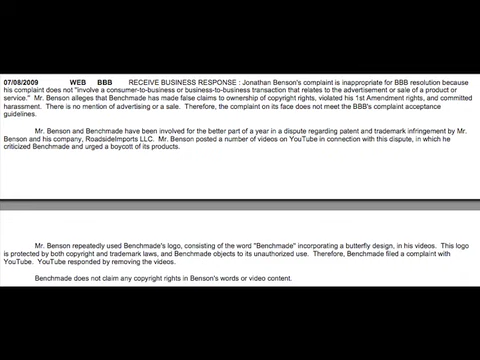 07/08/2009 WEB BBB RECEIVE BUSINESS RESPONSE : Jonathan Benson's complaint is inappropriate for BBB resolution because
his complaint does not "involve a consumer-to-business or business-to-business transaction that relates to the advertisement or sale of a product or
service." Mr. Benson alleges that Benchmade has made false claims to ownership of copyright rights, violated his 1st Amendment rights, and committed
harassment. There is no mention of advertising or a sale. Therefore, the complaint on its face does not meet the BBB's complaint acceptance
guidelines.
Mr. Benson and Benchmade have been involved for the better part of a year in a dispute regarding patent and trademark infringement by Mr.
Benson and his company, RoadsideImports LLC. Mr. Benson posted a number of videos on YouTube in connection with this dispute, in which he
criticized Benchmade and urged a boycott of its products.
Mr. Benson repeatedly used Benchmade's logo, consisting of the word "Benchmade" incorporating a butterfly design, in his videos. This logo
is protected by both copyright and trademark laws, and Benchmade objects to its unauthorized use. Therefore, Benchmade filed a complaint with
YouTube. YouTube responded by removing the videos.
Benchmade does not claim any copyright rights in Benson's words or video content.